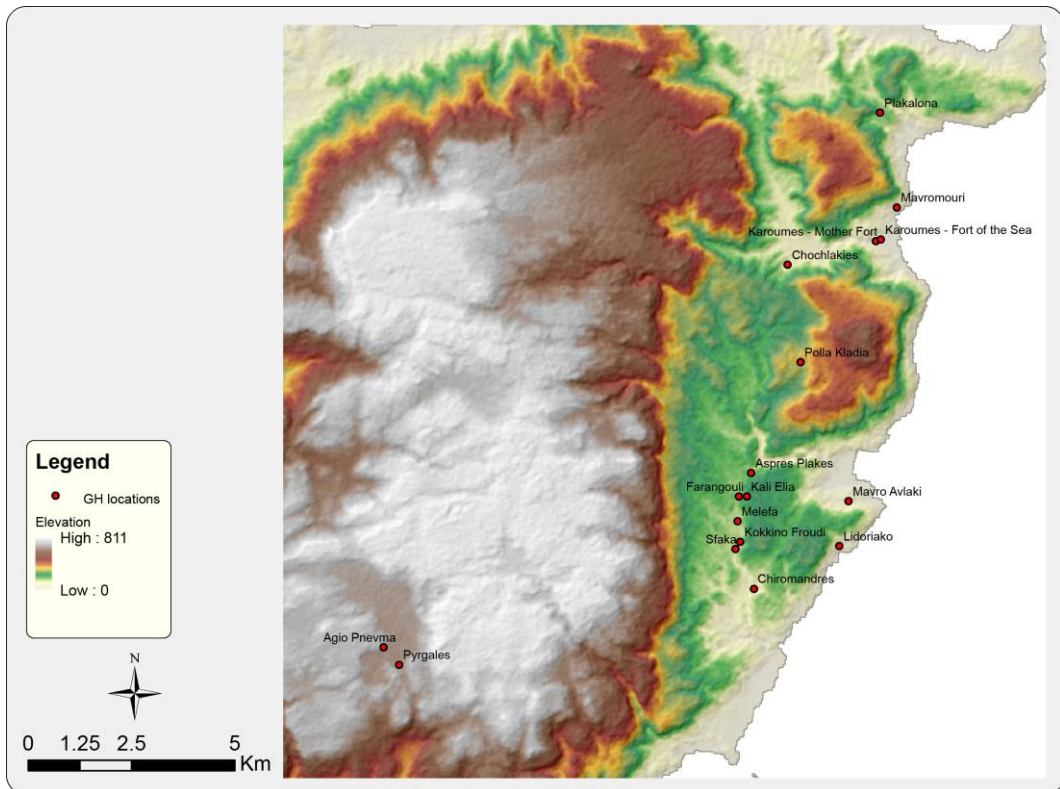 Plakalona
Mavromouri
Karoumes - Mother Fort
Karoumes - Fort of the Sea
Chochlakies
Polla Kladia
Aspres Plakes
Farangouli
Kali Elia
Mavro Avlaki
Melefa
Kokkino Froudi
Sfaka
Lidoriako
Chiromandres
Agio Pnevma
Pyrgales
Legend
GH locations
Elevation
High : 811
Low : 0
N
0 1.25 2.5 5
Km